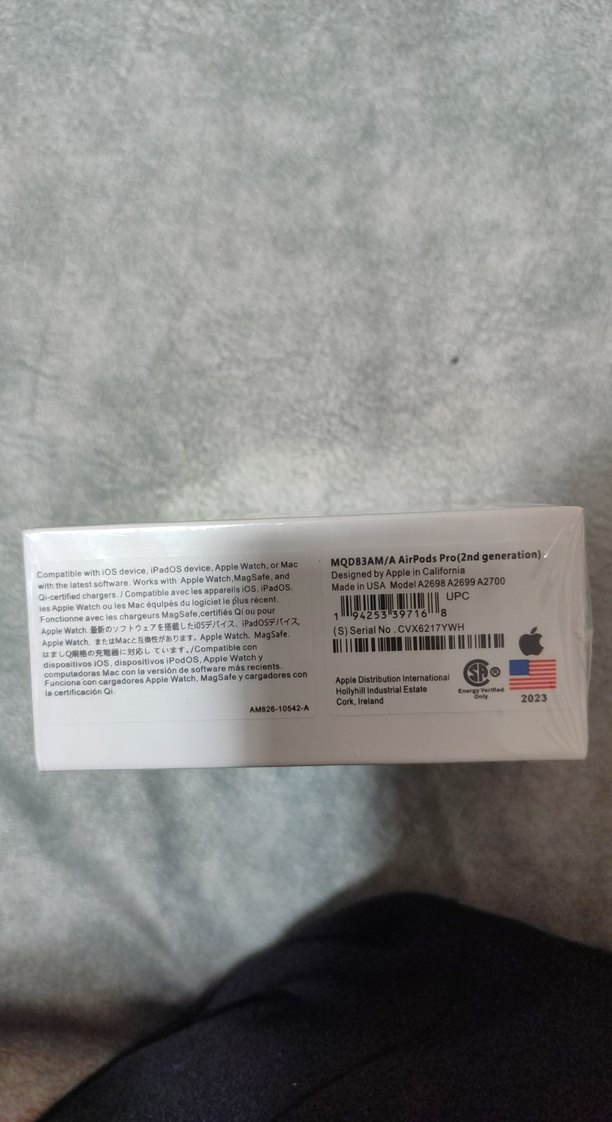 Compatible with iOS device, iPadOS device, Apple Watch, or Mac
with the latest software. Works with Apple Watch,MagSafe, and
Qi-certified chargers. / Compatible avec les appareils iOS, iPadOS.
les Apple Watch ou les Mac équipés du logiciel le plus récent.
Fonctionne avec les chargeurs MagSafe,certifiés Qi ou pour
Apple Watch. 最新のソフトウェアを搭載したiOSデバイス、iPadOSデバイス,
Apple Watch、またはMacと互換性があります。Apple Watch、MagSafe.
はましQi規格の充電器に対応し ています。/Compatible con
dispositivos iOS, dispositivos iPodOS, Apple Watch y
computadoras Mac con la versión de software más recients.
Funciona con cargadores Apple Watch, MagSafe y cargadores con
la certificación Qi.
AM826-10542-A
MQD83AM/A AirPods Pro(2nd generation) .
Designed by Apple in California
Made in USA Model A2698 A2699 A2700
UPC
1 94253 39716 8
(S) Serial No . CVX6217YWH
Apple Distribution International
Hollyhill Industrial Estate
Cork, Ireland
SA ®
Energy Verified
Only
2023